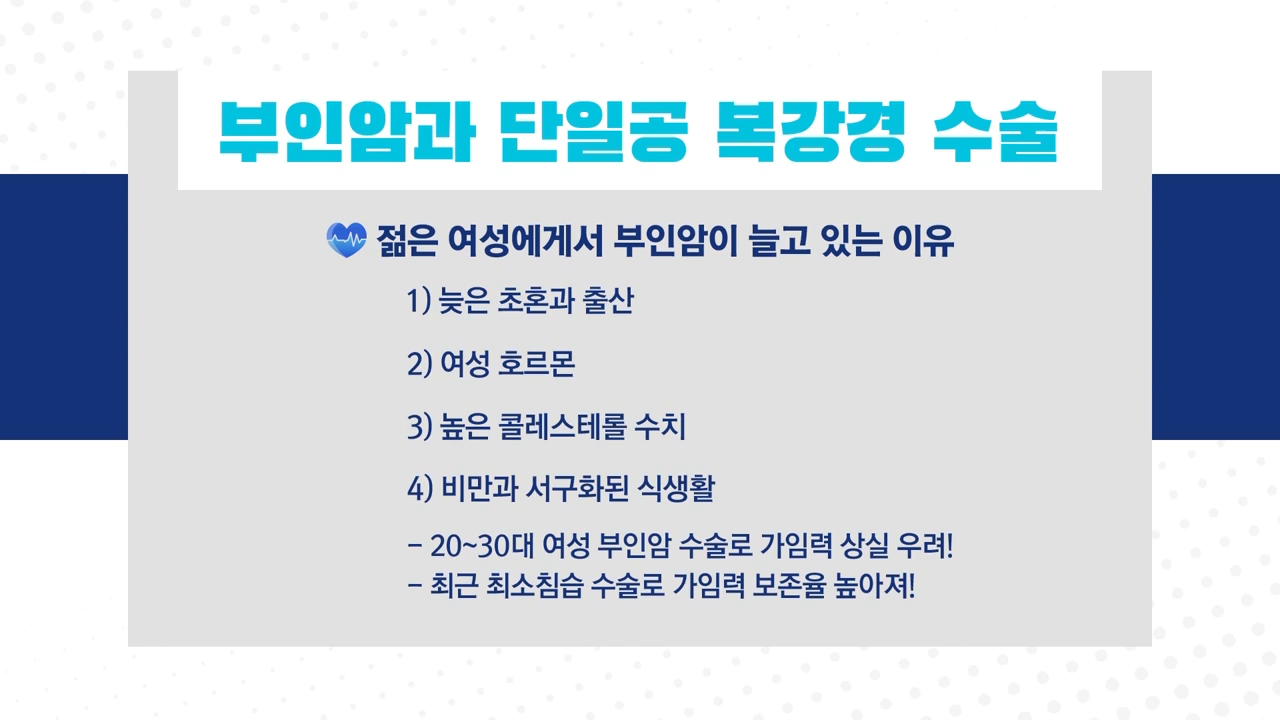 부인암과 단일공 복강경 수술
젊은 여성에게서 부인암이 늘고 있는 이유
1) 늦은 초혼과 출산
2) 여성 호르몬
3) 높은 콜레스테롤 수치
4) 비만과 서구화된 식생활
- 20~30대 여성 부인암 수술로 가임력 상실 우려!
- 최근 최소침습 수술로 가임력 보존율 높아져!